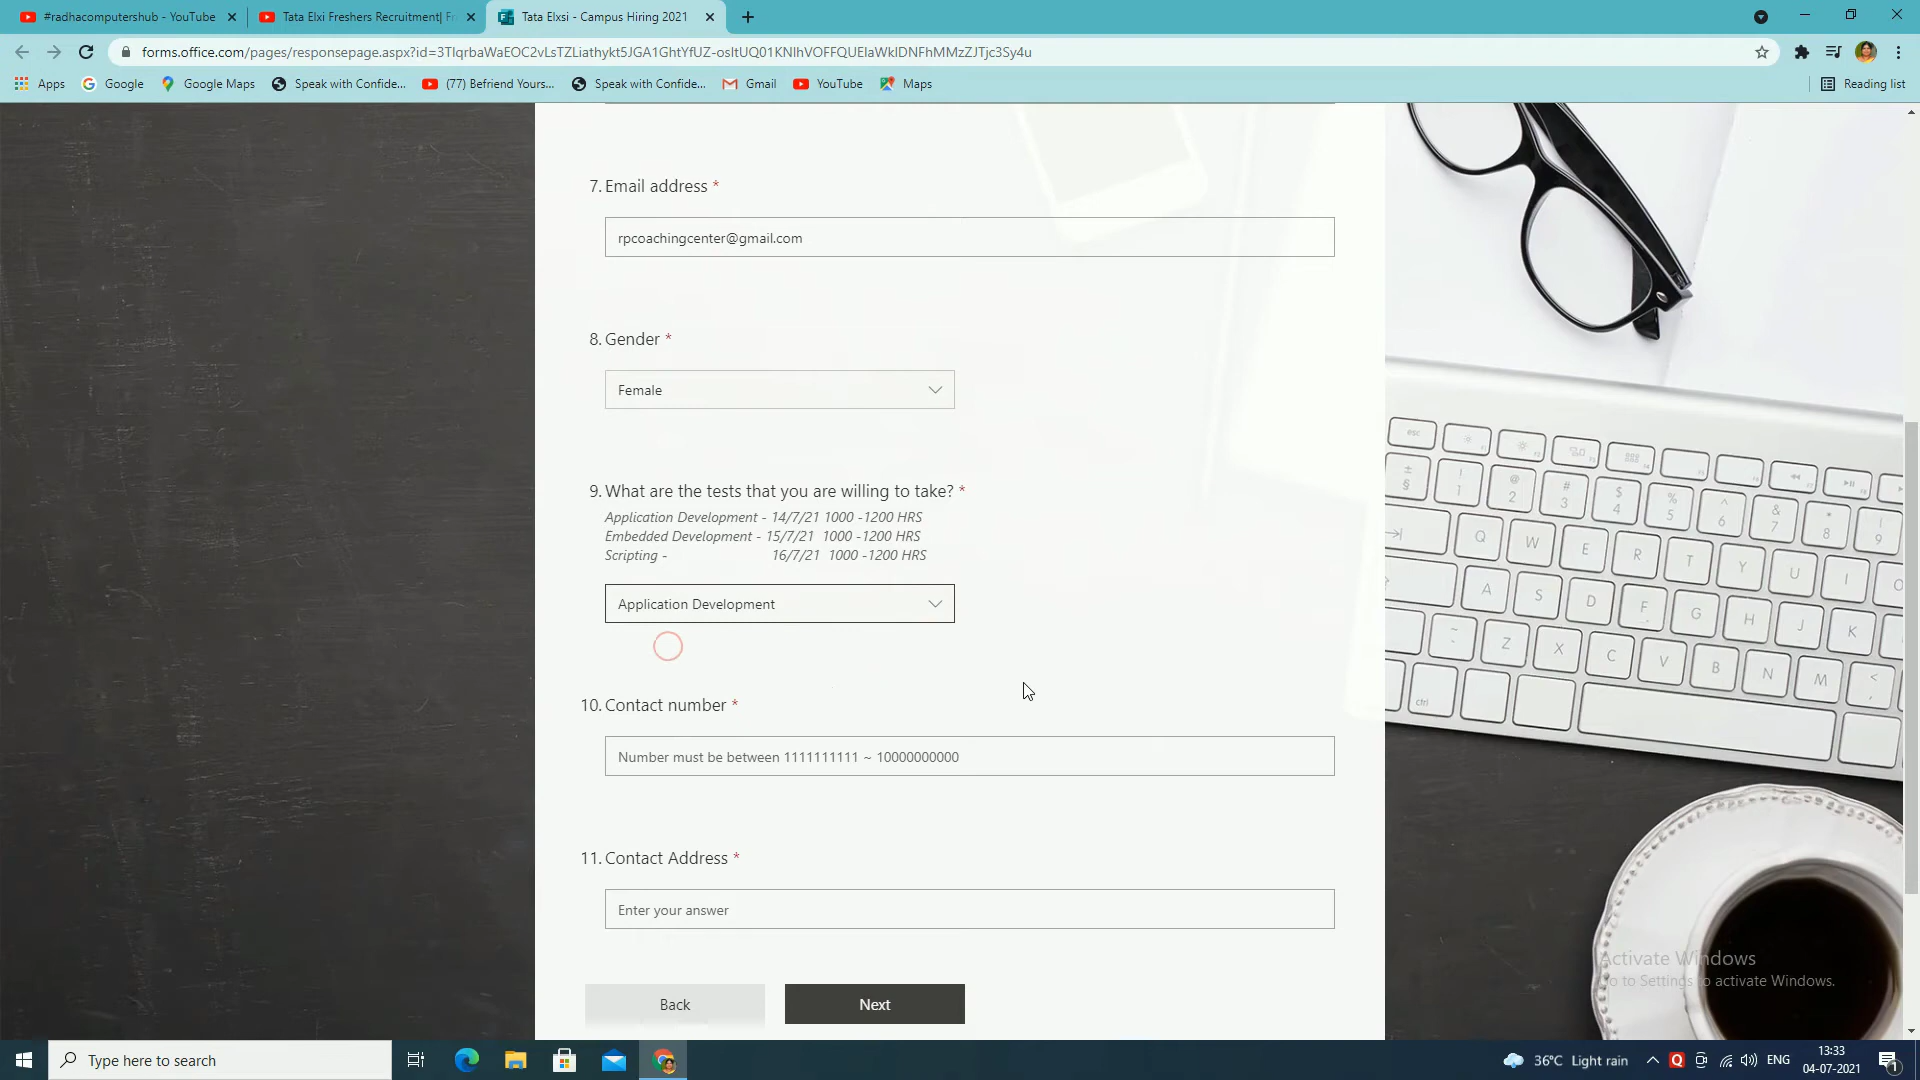 #radhacomputershub - YouTube
Tata Elxi Freshers Recruitment| Fr
Tata Elxsi - Campus Hiring 2021
forms.office.com/pages/responsepage.aspx?id=3TlqrbaWaEOC2vLsTZLiathykt5JGA1GhtYfUZ-osltUQ01KNlhVOFFQUElaWklDNFhMMzZJTjc3Sy4u
Apps
Google
Google Maps
Speak with Confide...
(77) Befriend Yours...
Speak with Confide...
Gmail
YouTube
Maps
Reading list
7. Email address *
rpcoachingcenter@gmail.com
8. Gender *
Female
9. What are the tests that you are willing to take? *
Application Development - 14/7/21 1000 -1200 HRS
Embedded Development - 15/7/21 1000 -1200 HRS
Scripting - 16/7/21 1000 -1200 HRS
Application Development
10. Contact number *
Number must be between 1111111111 ~ 10000000000
11. Contact Address *
Enter your answer
Back
Next
Activate Windows
Go to Settings to activate Windows.
Type here to search
36°C Light rain
ENG
13:33
04-07-2021